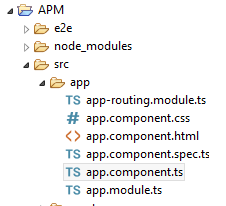 APM
e2e
node_modules
src
app
TS app-routing.module.ts
# app.component.css
<> app.component.html
TS app.component.spec.ts
TS app.component.ts
TS app.module.ts